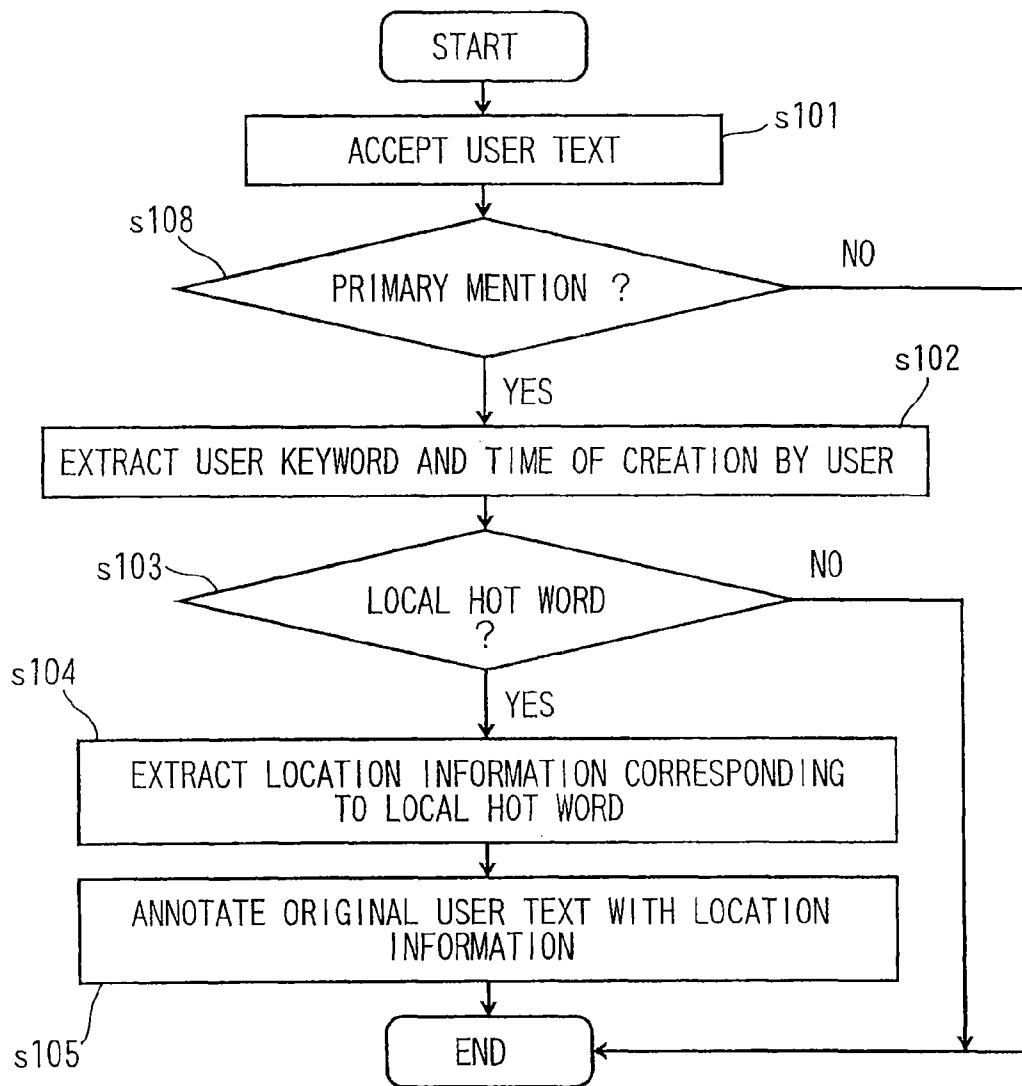 START
s101
ACCEPT USER TEXT
s108
PRIMARY MENTION ?
NO
YES
s102
EXTRACT USER KEYWORD AND TIME OF CREATION BY USER
s103
LOCAL HOT WORD
?
NO
YES
s104
EXTRACT LOCATION INFORMATION CORRESPONDING
TO LOCAL HOT WORD
ANNOTATE ORIGINAL USER TEXT WITH LOCATION
INFORMATION
s105
END